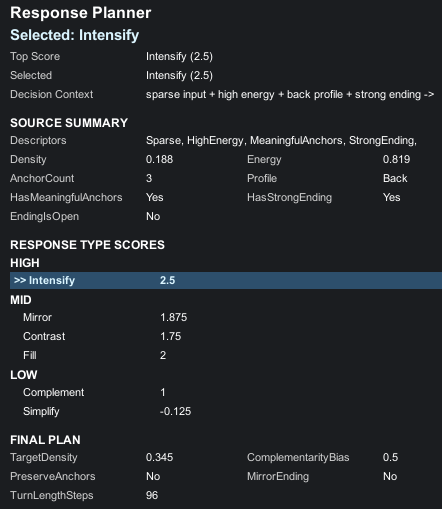 Response Planner
Selected: Intensify
Top Score Intensify (2.5)
Selected Intensify (2.5)
Decision Context sparse input + high energy + back profile + strong ending ->
SOURCE SUMMARY
Descriptors Sparse, HighEnergy, MeaningfulAnchors, StrongEnding,
Density 0.188 Energy 0.819
AnchorCount 3 Profile Back
HasMeaningfulAnchors Yes HasStrongEnding Yes
EndingIsOpen No
RESPONSE TYPE SCORES
HIGH
>> Intensify 2.5
MID
Mirror 1.875
Contrast 1.75
Fill 2
LOW
Complement 1
Simplify -0.125
FINAL PLAN
TargetDensity 0.345 ComplementarityBias 0.5
PreserveAnchors No MirrorEnding No
TurnLengthSteps 96